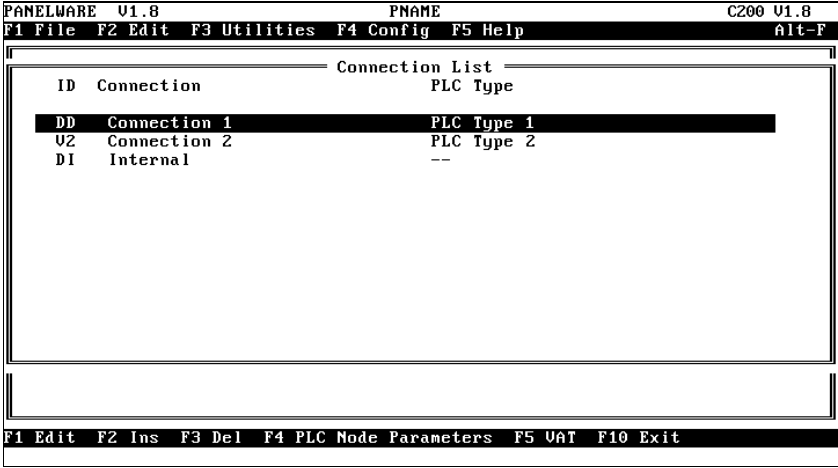 PANELWARE V1.8 PNAME C200 V1.8
F1 File F2 Edit F3 Utilities F4 Config F5 Help Alt-F
Connection List
ID Connection PLC Type
DD Connection 1 PLC Type 1
V2 Connection 2 PLC Type 2
DI Internal --
F1 Edit F2 Ins F3 Del F4 PLC Node Parameters F5 VAT F10 Exit